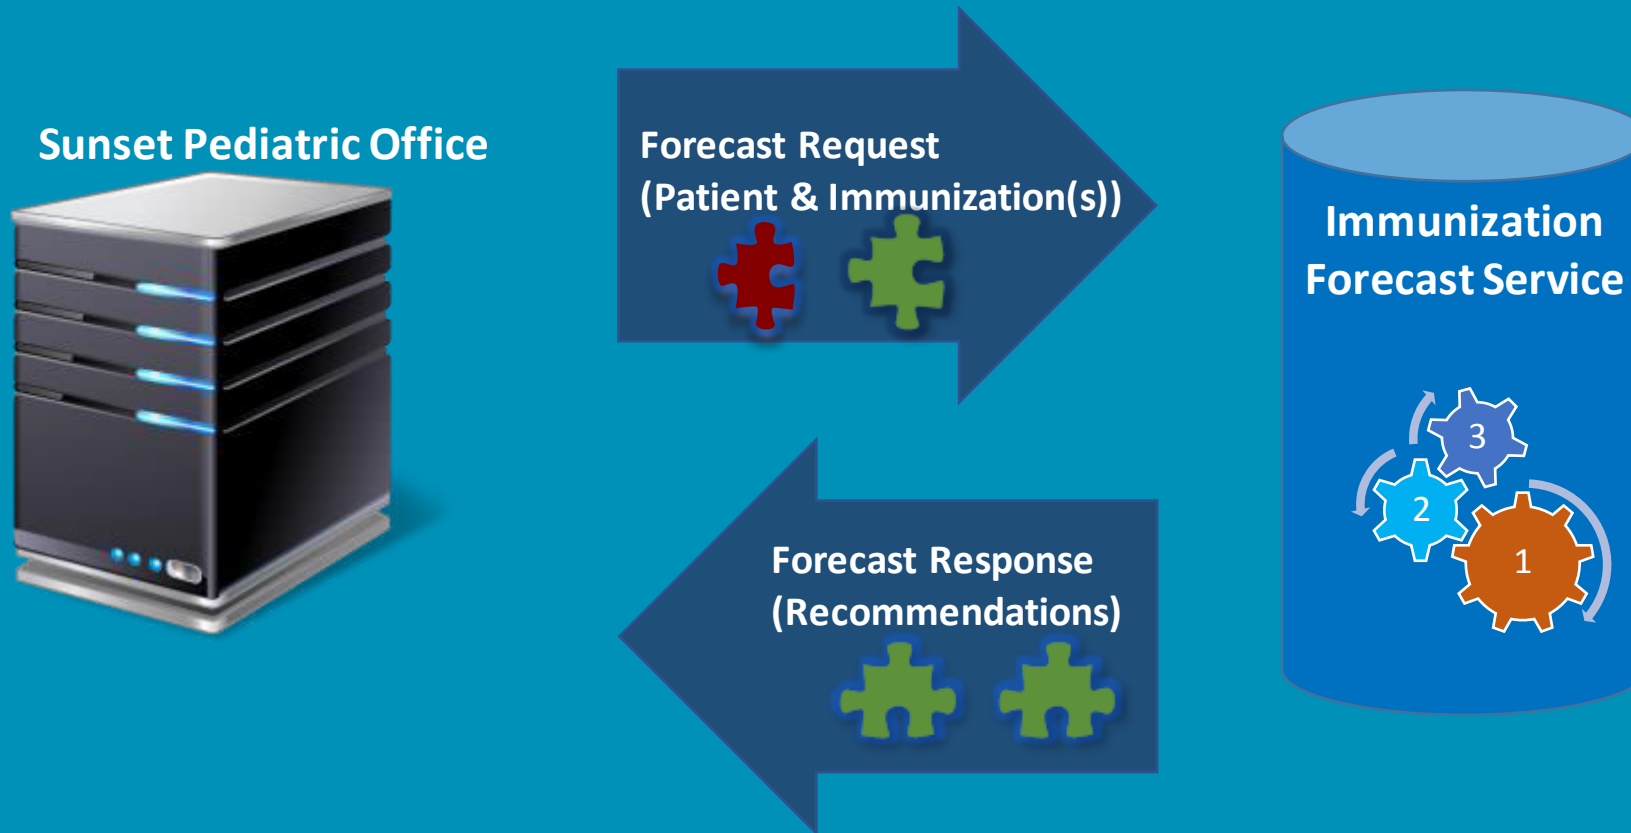 Sunset Pediatric Office
Forecast Request
(Patient & Immunization(s))
Immunization
Forecast Service
3
2
1
Forecast Response
(Recommendations)